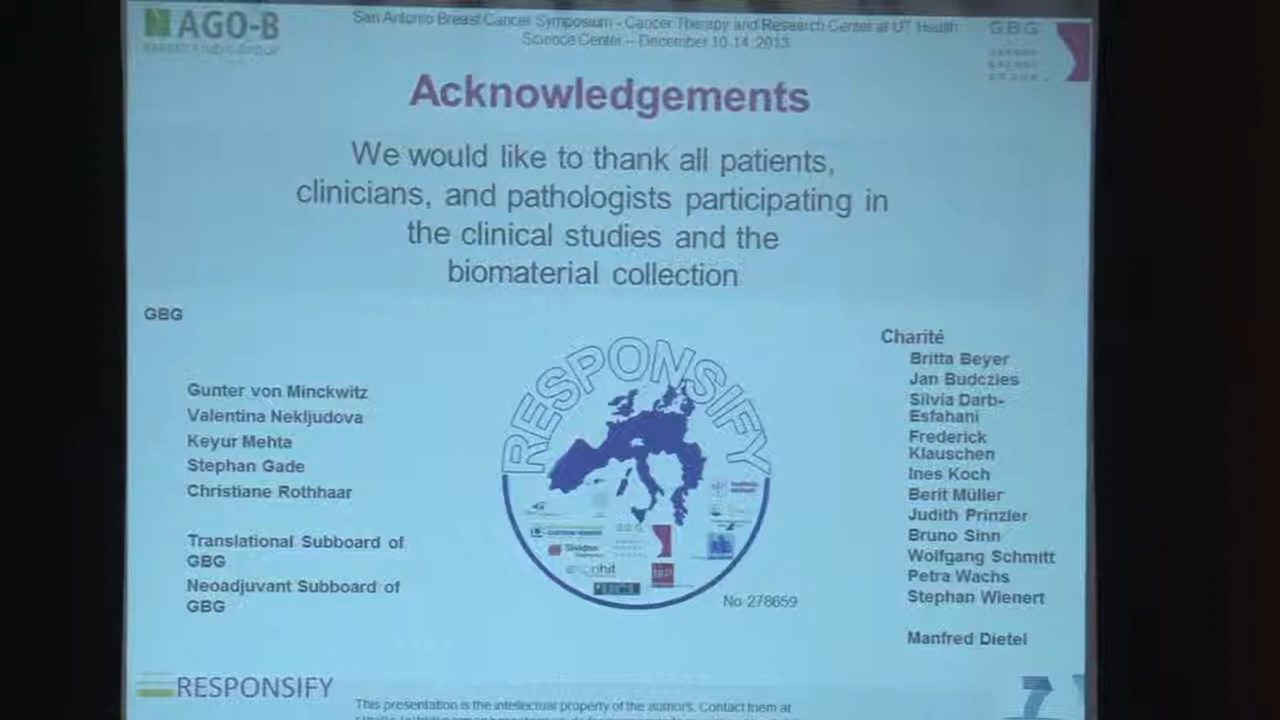 AGO-B
San Antonio Breast Cancer Symposium - Cancer Therapy and Research Center at UT Health
Science Center – December 10-14, 2013
GBG
Acknowledgements
We would like to thank all patients,
clinicians, and pathologists participating in
the clinical studies and the
biomaterial collection
GBG
Gunter von Minckwitz
Valentina Nekljudova
Keyur Mehta
Stephan Gade
Christiane Rothhaar
Translational Subboard of
GBG
Neoadjuvant Subboard of
GBG
RESPONSIFY
No 278659
Charité
Britta Beyer
Jan Budczies
Silvia Darb-
Esfahani
Frederick
Klauschen
Ines Koch
Berit Müller
Judith Prinzler
Bruno Sinn
Wolfgang Schmitt
Petra Wachs
Stephan Wienert
Manfred Dietel
RESPONSIFY
This presentation is the intellectual property of the authors. Contact them at
7